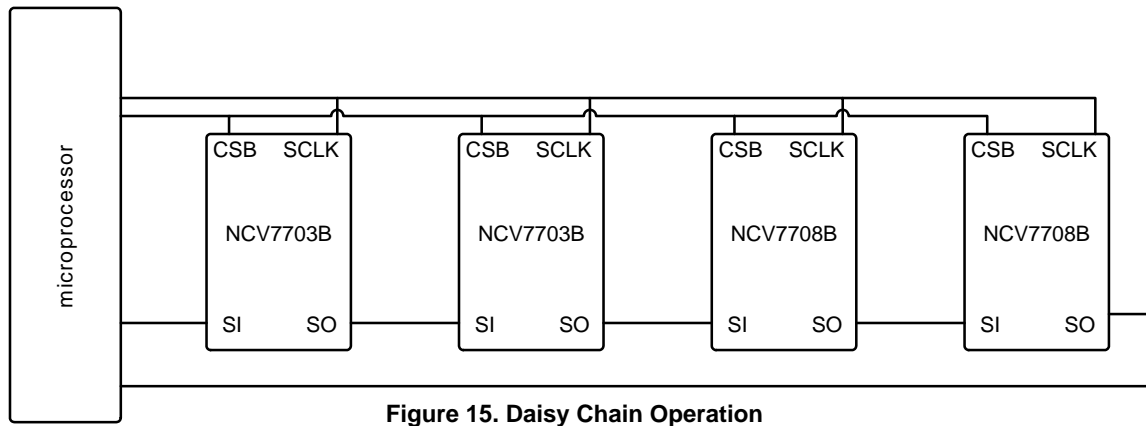 microprocessor
CSB SCLK
NCV7703B
SI SO
CSB SCLK
NCV7703B
SI SO
CSB SCLK
NCV7708B
SI SO
CSB SCLK
NCV7708B
SI SO
Figure 15. Daisy Chain Operation